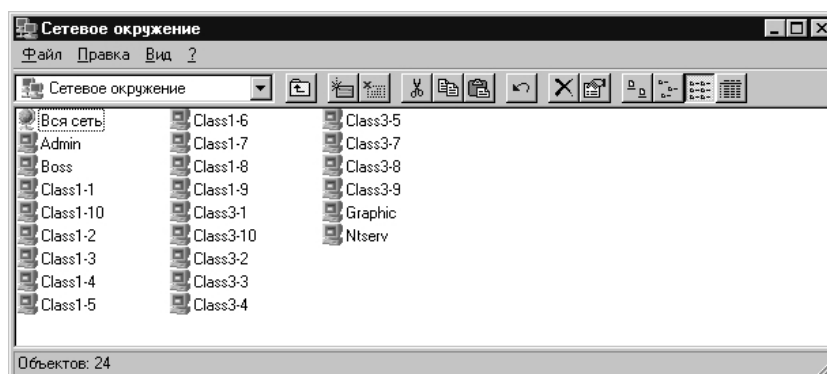 Сетевое окружение
Файл Правка Вид ?
Сетевое окружение
Вся сеть
Admin
Boss
Class1-1
Class1-10
Class1-2
Class1-3
Class1-4
Class1-5
Class1-6
Class1-7
Class1-8
Class1-9
Class3-1
Class3-10
Class3-2
Class3-3
Class3-4
Class3-5
Class3-7
Class3-8
Class3-9
Graphic
Ntserv
Объектов: 24